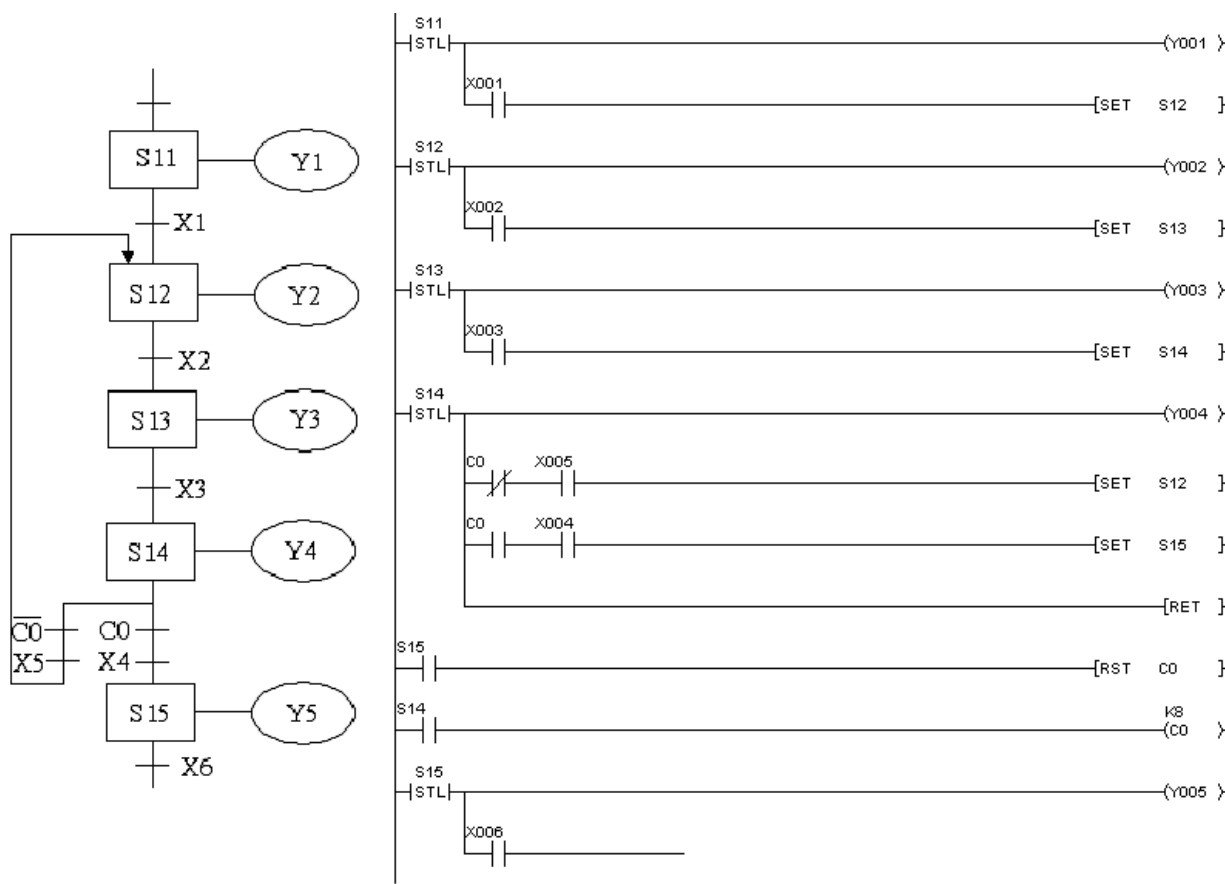 S11 Y1
X1
S12 Y2
X2
S13 Y3
X3
S14 Y4
C̅0̅ C0
X5 X4
S15 Y5
X6
S11
STL Y001
X001
SET S12
S12
STL Y002
X002
SET S13
S13
STL Y003
X003
SET S14
S14
STL Y004
C0 X005
SET S12
C0 X004
SET S15
RET
S15
RST C0
S14 K8
C0
S15
STL Y005
X006